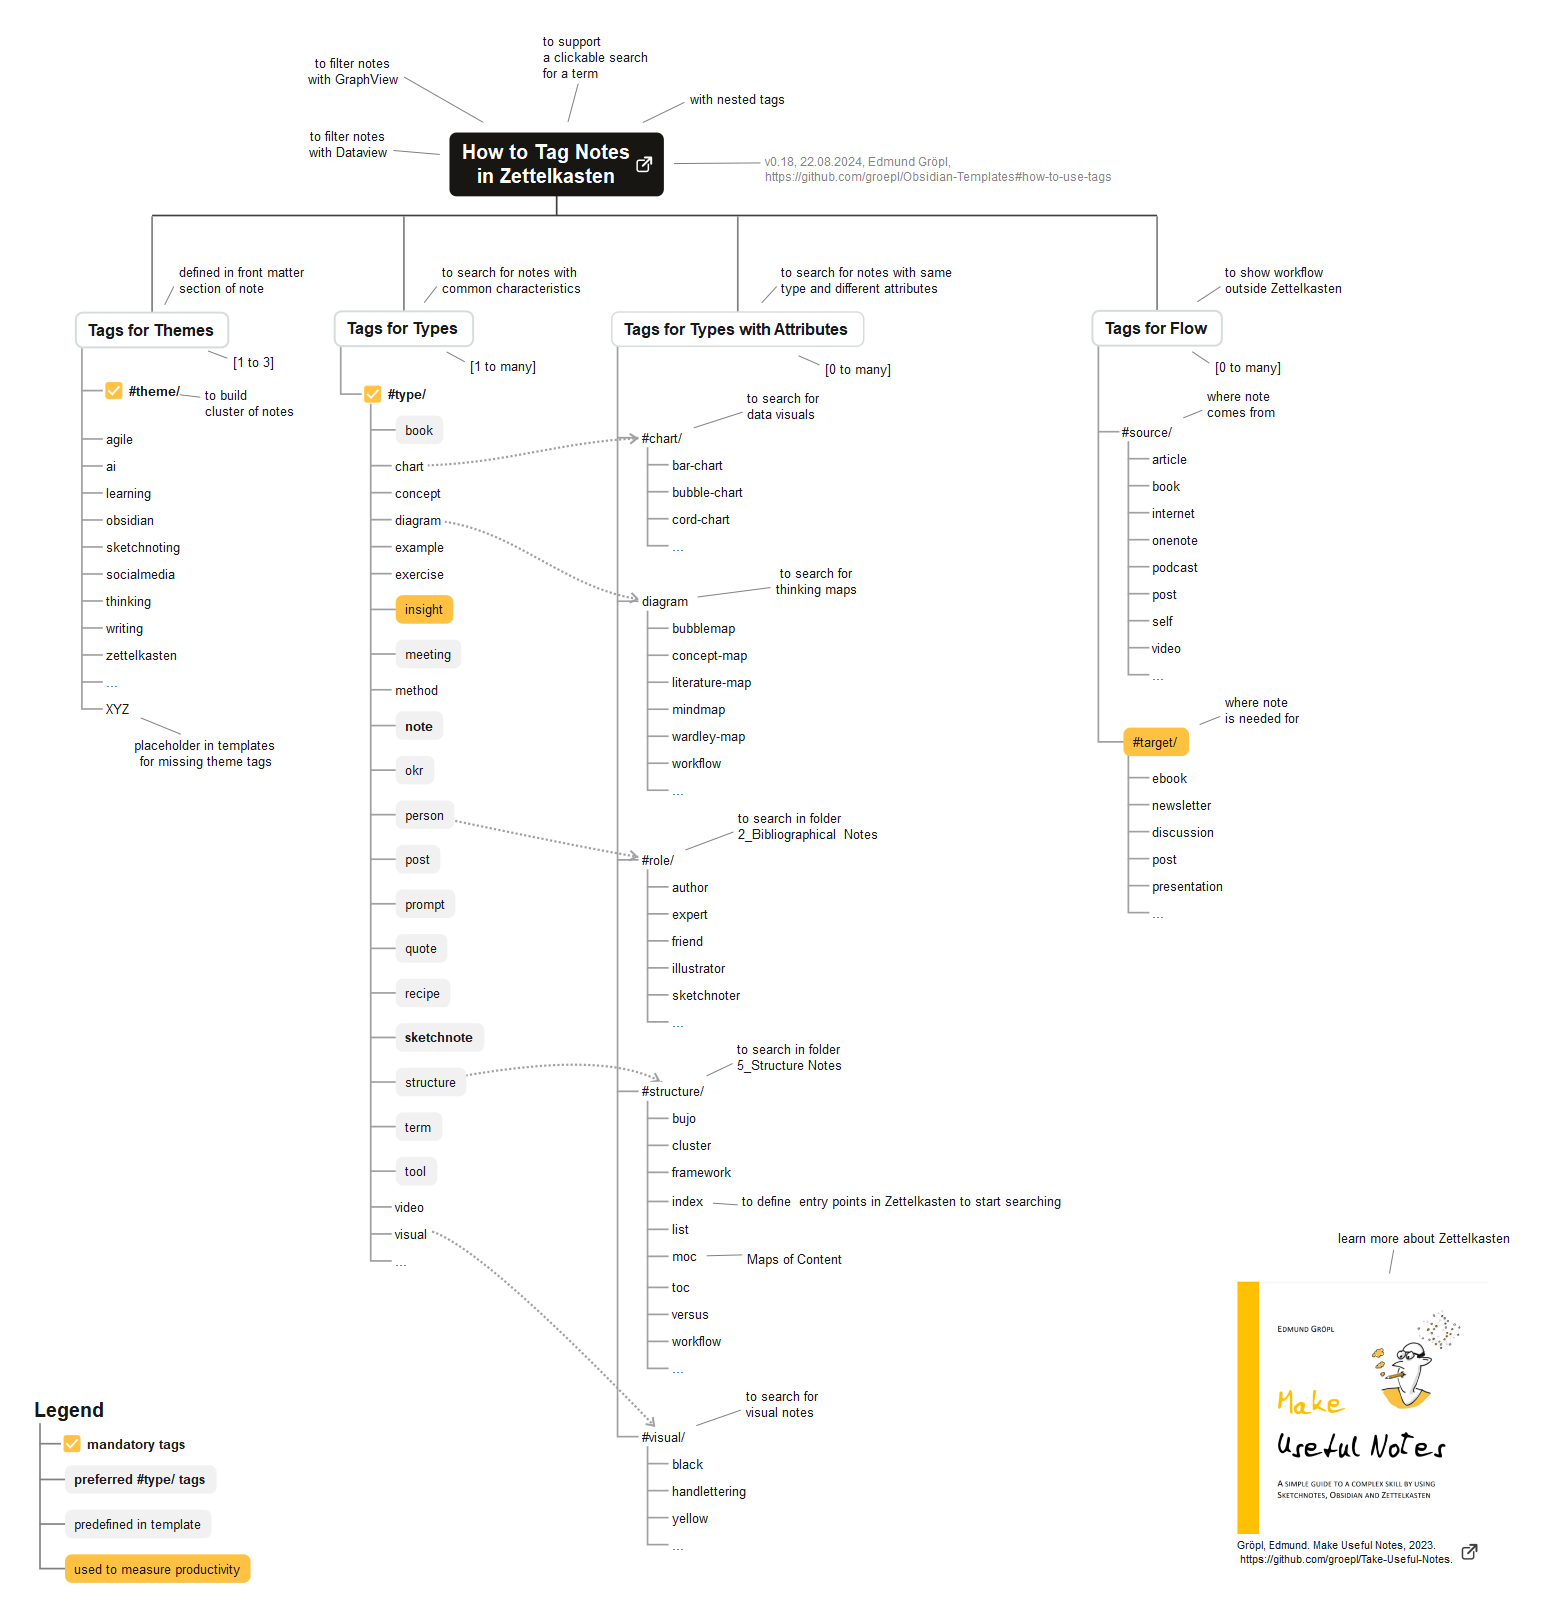 to support
a clickable search
for a term
to filter notes
with GraphView
with nested tags
to filter notes
with Dataview
How to Tag Notes
in Zettelkasten
v0.18, 22.08.2024, Edmund Gröpl,
https://github.com/groepl/Obsidian-Templates#how-to-use-tags
defined in front matter
section of note
Tags for Themes
[1 to 3]
#theme/
to build
cluster of notes
agile
ai
learning
obsidian
sketchnoting
socialmedia
thinking
writing
zettelkasten
...
XYZ
placeholder in templates
for missing theme tags
to search for notes with
common characteristics
Tags for Types
[1 to many]
#type/
book
chart
concept
diagram
example
exercise
insight
meeting
method
note
okr
person
post
prompt
quote
recipe
sketchnote
structure
term
tool
video
visual
...
to search for notes with same
type and different attributes
Tags for Types with Attributes
[0 to many]
to search for
data visuals
#chart/
bar-chart
bubble-chart
cord-chart
...
to search for
thinking maps
diagram
bubblemap
concept-map
literature-map
mindmap
wardley-map
workflow
...
to search in folder
2_Bibliographical  Notes
#role/
author
expert
friend
illustrator
sketchnoter
...
to search in folder
5_Structure Notes
#structure/
bujo
cluster
framework
index
to define  entry points in Zettelkasten to start searching
list
moc
Maps of Content
toc
versus
workflow
...
to search for
visual notes
#visual/
black
handlettering
yellow
...
to show workflow
outside Zettelkasten
Tags for Flow
[0 to many]
where note
comes from
#source/
article
book
internet
onenote
podcast
post
self
video
...
where note
is needed for
#target/
ebook
newsletter
discussion
post
presentation
...
Legend
mandatory tags
preferred #type/ tags
predefined in template
used to measure productivity
learn more about Zettelkasten
EDMUND GRÖPL
Make
Useful Notes
A SIMPLE GUIDE TO A COMPLEX SKILL BY USING
SKETCHNOTES, OBSIDIAN AND ZETTELKASTEN
Gröpl, Edmund. Make Useful Notes, 2023.
https://github.com/groepl/Take-Useful-Notes.